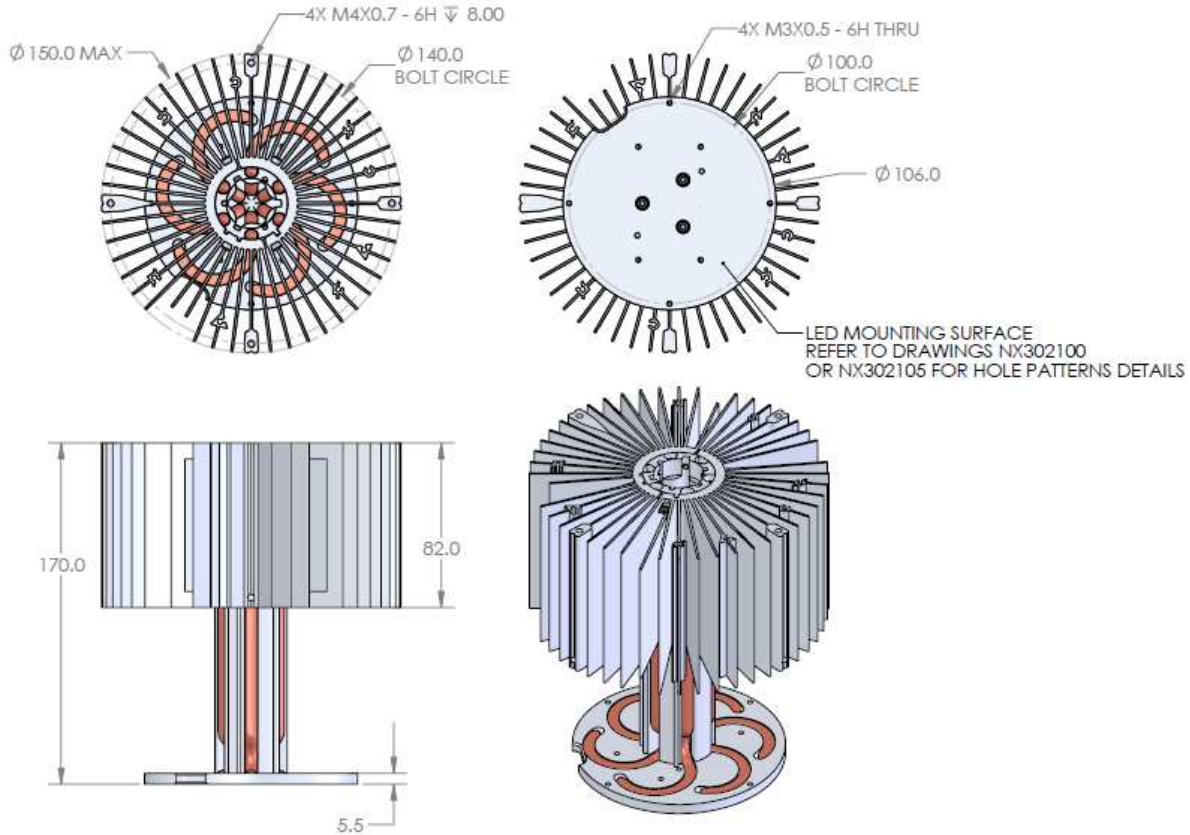 4X M4X0.7 - 6H ↧ 8.00
Ø 150.0 MAX
Ø 140.0
BOLT CIRCLE
4X M3X0.5 - 6H THRU
Ø 100.0
BOLT CIRCLE
Ø 106.0
LED MOUNTING SURFACE
REFER TO DRAWINGS NX302100
OR NX302105 FOR HOLE PATTERNS DETAILS
170.0
82.0
5.5